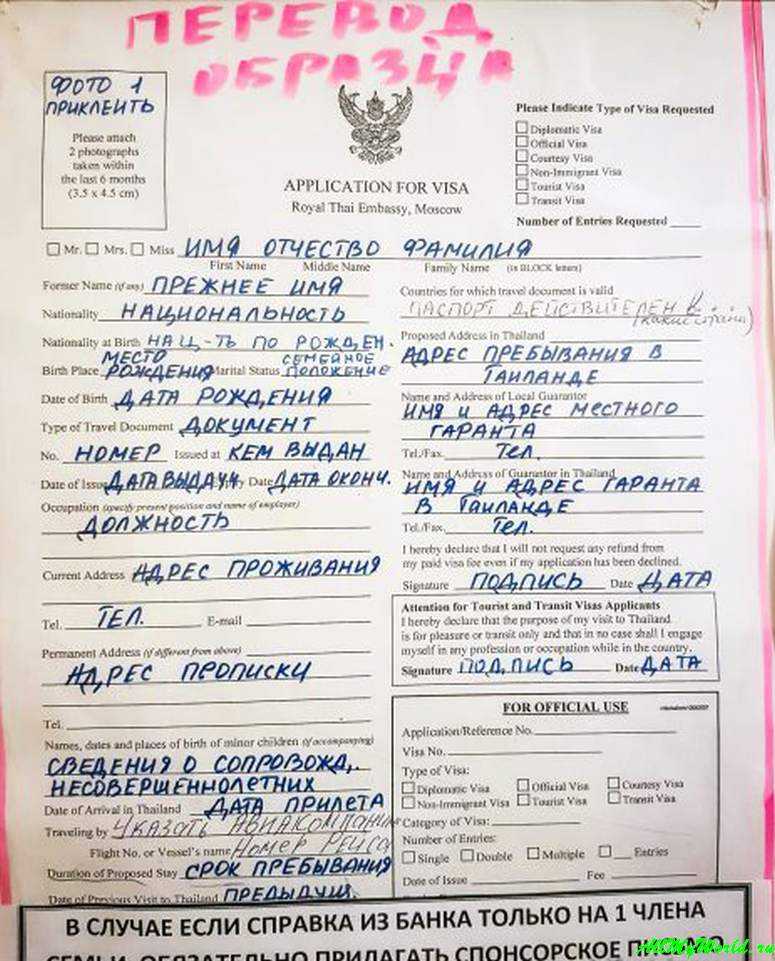 ПЕРЕВОД
ОБРАЗЦА
ФОТО 1
ПРИКЛЕИТЬ
Please attach
2 photographs
taken within
the last 6 months
(3.5 x 4.5 cm)
APPLICATION FOR VISA
Royal Thai Embassy, Moscow
Please Indicate Type of Visa Requested
Diplomatic Visa
Official Visa
Courtesy Visa
Non-Immigrant Visa
Tourist Visa
Transit Visa
Number of Entries Requested
Mr. Mrs. Miss ИМЯ ОТЧЕСТВО ФАМИЛИЯ
First Name Middle Name Family Name (in BLOCK letters)
Former Name (if any) ПРЕЖНЕЕ ИМЯ
Nationality НАЦИОНАЛЬНОСТЬ
Nationality at Birth НАЦ-ТЬ ПО РОЖДЕН.
МЕСТО СЕМЕЙНОЕ
Birth Place РОЖДЕНИЯ Marital Status ПОЛОЖЕНИЕ
Date of Birth ДАТА РОЖДЕНИЯ
Type of Travel Document ДОКУМЕНТ
No. НОМЕР Issued at КЕМ ВЫДАН
Date of Issue ДАТА ВЫДАЧИ Date ДАТА ОКОНЧ.
Occupation (specify present position and name of employer)
ДОЛЖНОСТЬ
Current Address АДРЕС ПРОЖИВАНИЯ
Tel. ТЕЛ. E-mail
Permanent Address (if different from above)
АДРЕС ПРОПИСКИ
Tel.
Names, dates and places of birth of minor children (if accompanying)
СВЕДЕНИЯ О СОПРОВОЖД.
НЕСОВЕРШЕННОЛЕТНИХ
Date of Arrival in Thailand ДАТА ПРИЛЕТА
Traveling by УКАЗАТЬ АВИАКОМПАНИЮ
Flight No. or Vessel's name НОМЕР РЕЙСА
Duration of Proposed Stay СРОК ПРЕБЫВАНИЯ
Date of Previous Visit to Thailand ПРЕДЫДУЩ.
Countries for which travel document is valid
ПАСПОРТ ДЕЙСТВИТЕЛЕН В
(какие страны)
Proposed Address in Thailand
АДРЕС ПРЕБЫВАНИЯ В
ТАИЛАНДЕ
Name and Address of Local Guarantor
ИМЯ И АДРЕС МЕСТНОГО
ГАРАНТА
Tel./Fax. ТЕЛ.
Name and Address of Guarantor in Thailand
ИМЯ И АДРЕС ГАРАНТА
В ТАИЛАНДЕ
Tel./Fax. ТЕЛ.
I hereby declare that I will not request any refund from
my paid visa fee even if my application has been declined.
Signature ПОДПИСЬ Date ДАТА
Attention for Tourist and Transit Visas Applicants
I hereby declare that the purpose of my visit to Thailand
is for pleasure or transit only and that in no case shall I engage
myself in any profession or occupation while in the country.
Signature ПОДПИСЬ Date ДАТА
FOR OFFICIAL USE
Application/Reference No.
Visa No.
Type of Visa:
Diplomatic Visa Official Visa Courtesy Visa
Non-Immigrant Visa Tourist Visa Transit Visa
Category of Visa:
Number of Entries:
Single Double Multiple Entries
Date of Issue Fee
В СЛУЧАЕ ЕСЛИ СПРАВКА ИЗ БАНКА ТОЛЬКО НА 1 ЧЛЕНА
СЕМЬИ, ОБЯЗАТЕЛЬНО ПРИЛАГАТЬ СПОНСОРСКОЕ ПИСЬМО